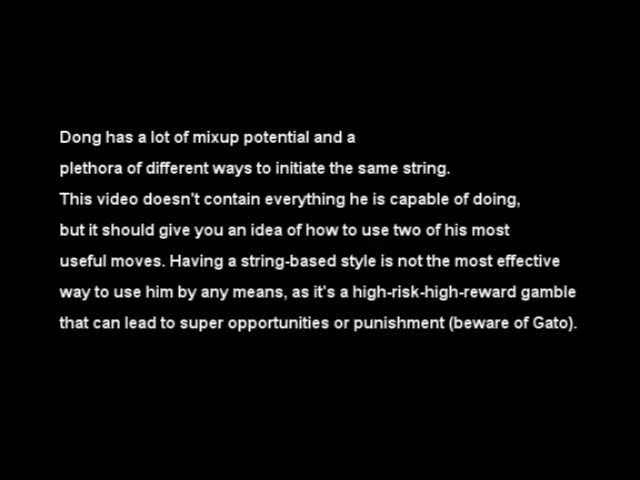 Dong has a lot of mixup potential and a
plethora of different ways to initiate the same string.
This video doesn't contain everything he is capable of doing,
but it should give you an idea of how to use two of his most
useful moves. Having a string-based style is not the most effective
way to use him by any means, as it's a high-risk-high-reward gamble
that can lead to super opportunities or punishment (beware of Gato).